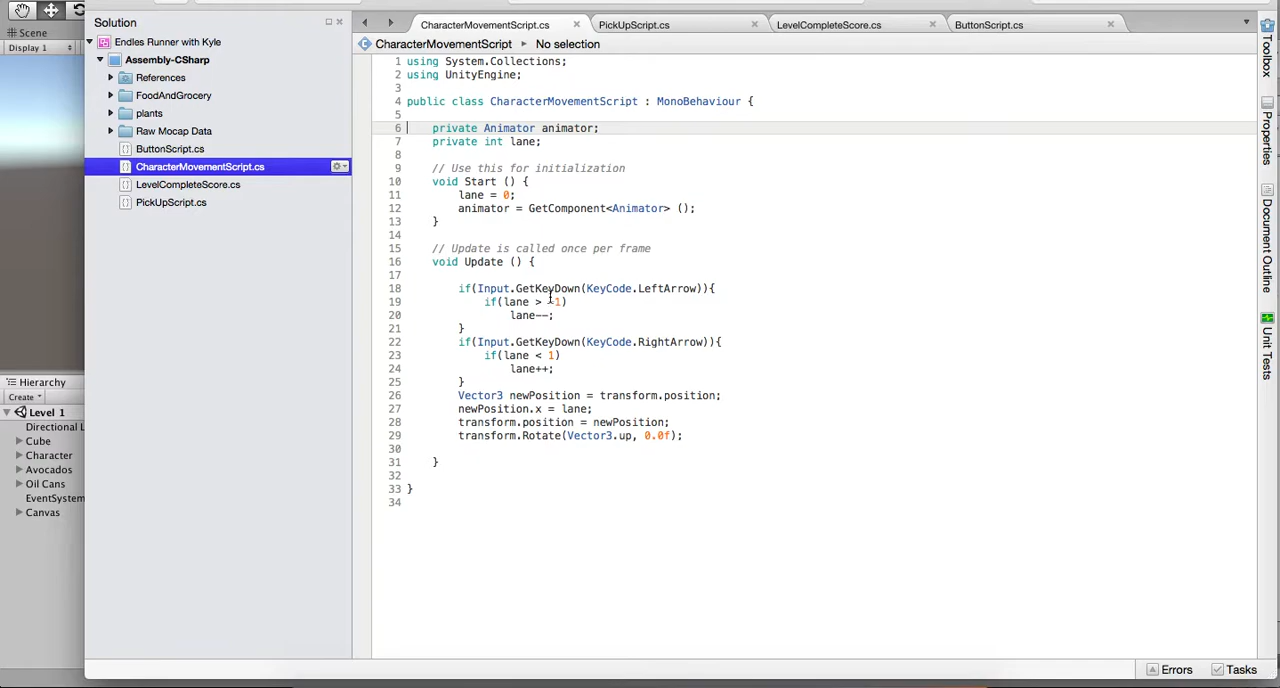 Solution
CharacterMovementScript.cs
PickUpScript.cs
LevelCompleteScore.cs
ButtonScript.cs
Scene
Display 1
Endles Runner with Kyle
Assembly-CSharp
References
FoodAndGrocery
plants
Raw Mocap Data
ButtonScript.cs
CharacterMovementScript.cs
LevelCompleteScore.cs
PickUpScript.cs
Hierarchy
Create
Level 1
Directional L
Cube
Character
Avocados
Oil Cans
EventSystem
Canvas
CharacterMovementScript No selection
1 using System.Collections;
2 using UnityEngine;
3
4 public class CharacterMovementScript : MonoBehaviour {
5
6 private Animator animator;
7 private int lane;
8
9 // Use this for initialization
10 void Start () {
11 lane = 0;
12 animator = GetComponent<Animator> ();
13 }
14
15 // Update is called once per frame
16 void Update () {
17
18 if(Input.GetKeyDown(KeyCode.LeftArrow)){
19 if(lane > -1)
20 lane--;
21 }
22 if(Input.GetKeyDown(KeyCode.RightArrow)){
23 if(lane < 1)
24 lane++;
25 }
26 Vector3 newPosition = transform.position;
27 newPosition.x = lane;
28 transform.position = newPosition;
29 transform.Rotate(Vector3.up, 0.0f);
30
31 }
32
33 }
34
Toolbox
Properties
Document Outline
Unit Tests
Errors
Tasks